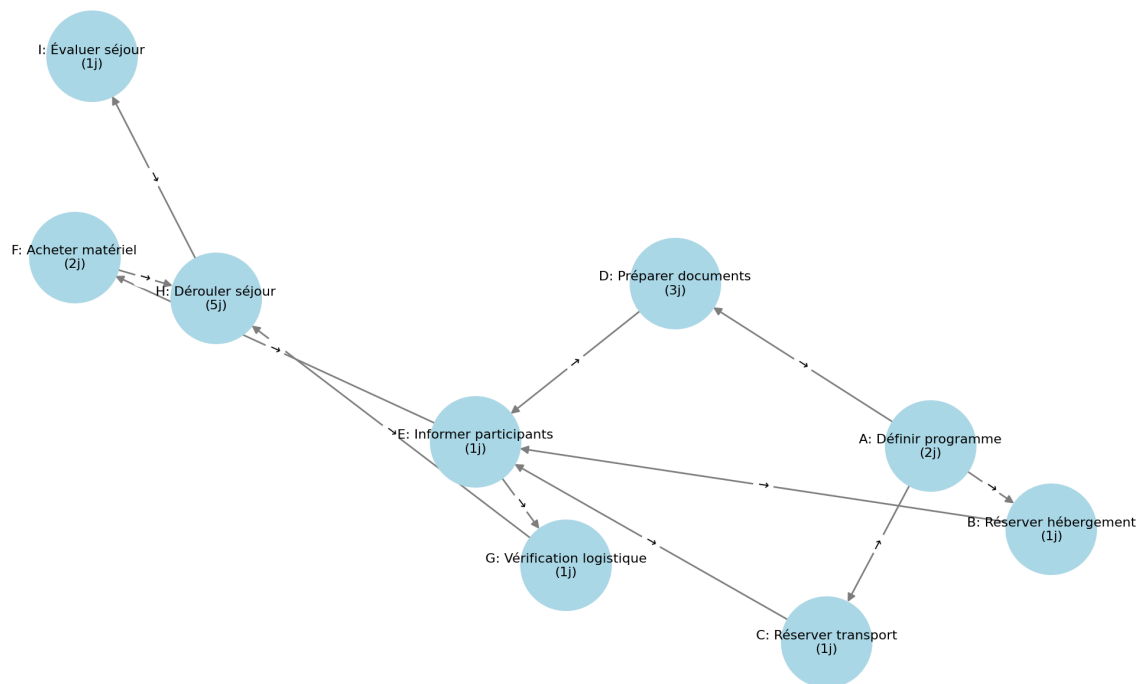 I: Évaluer séjour
(1j)
F: Acheter matériel
(2j)
H: Dérouler séjour
(5j)
D: Préparer documents
(3j)
E: Informer participants
(1j)
A: Définir programme
(2j)
B: Réserver hébergement
(1j)
G: Vérification logistique
(1j)
C: Réserver transport
(1j)